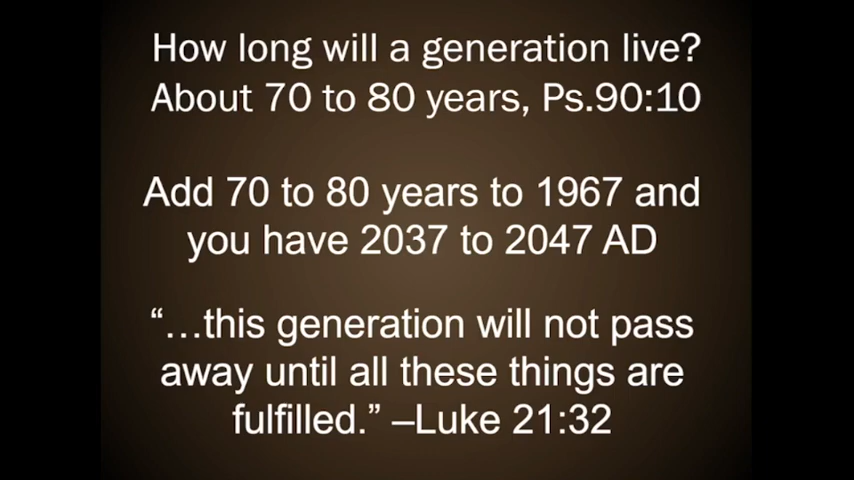 How long will a generation live?
About 70 to 80 years, Ps.90:10
Add 70 to 80 years to 1967 and
you have 2037 to 2047 AD
“…this generation will not pass
away until all these things are
fulfilled.” –Luke 21:32